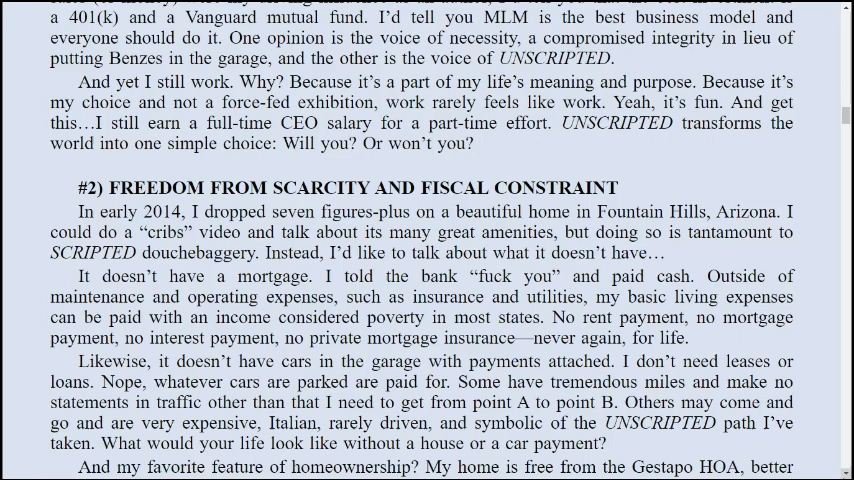 a 401(k) and a Vanguard mutual fund. I’d tell you MLM is the best business model and
everyone should do it. One opinion is the voice of necessity, a compromised integrity in lieu of
putting Benzes in the garage, and the other is the voice of UNSCRIPTED.
And yet I still work. Why? Because it’s a part of my life’s meaning and purpose. Because it’s
my choice and not a force-fed exhibition, work rarely feels like work. Yeah, it’s fun. And get
this…I still earn a full-time CEO salary for a part-time effort. UNSCRIPTED transforms the
world into one simple choice: Will you? Or won’t you?
#2) FREEDOM FROM SCARCITY AND FISCAL CONSTRAINT
In early 2014, I dropped seven figures-plus on a beautiful home in Fountain Hills, Arizona. I
could do a “cribs” video and talk about its many great amenities, but doing so is tantamount to
SCRIPTED douchebaggery. Instead, I’d like to talk about what it doesn’t have…
It doesn’t have a mortgage. I told the bank “fuck you” and paid cash. Outside of
maintenance and operating expenses, such as insurance and utilities, my basic living expenses
can be paid with an income considered poverty in most states. No rent payment, no mortgage
payment, no interest payment, no private mortgage insurance—never again, for life.
Likewise, it doesn’t have cars in the garage with payments attached. I don’t need leases or
loans. Nope, whatever cars are parked are paid for. Some have tremendous miles and make no
statements in traffic other than that I need to get from point A to point B. Others may come and
go and are very expensive, Italian, rarely driven, and symbolic of the UNSCRIPTED path I’ve
taken. What would your life look like without a house or a car payment?
And my favorite feature of homeownership? My home is free from the Gestapo HOA, better